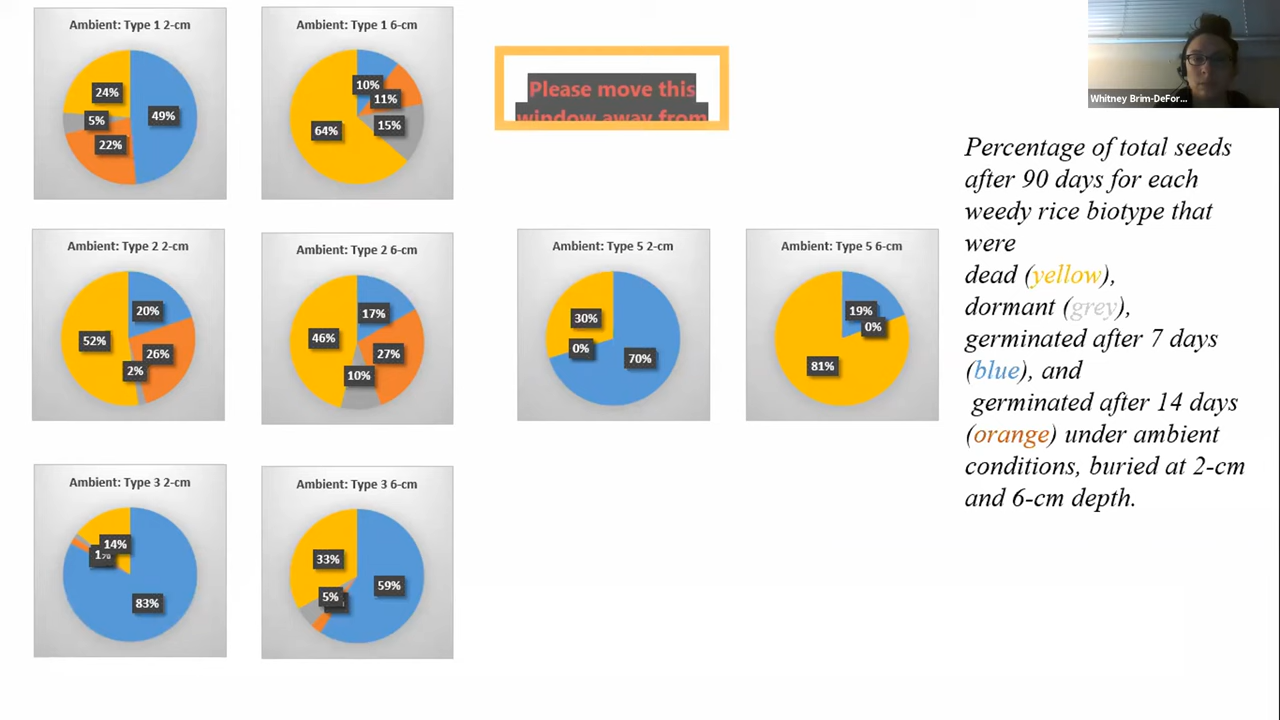 Ambient: Type 1 2-cm
24%
5%
22%
49%
Ambient: Type 1 6-cm
10%
11%
15%
64%
Please move this
window away from
Whitney Brim-DeFor...
Ambient: Type 2 2-cm
20%
52%
26%
2%
Ambient: Type 2 6-cm
17%
46%
27%
10%
Ambient: Type 5 2-cm
30%
0%
70%
Ambient: Type 5 6-cm
19%
0%
81%
Ambient: Type 3 2-cm
14%
83%
Ambient: Type 3 6-cm
33%
59%
5%
Percentage of total seeds
after 90 days for each
weedy rice biotype that
were
dead (yellow),
dormant (grey),
germinated after 7 days
(blue), and
germinated after 14 days
(orange) under ambient
conditions, buried at 2-cm
and 6-cm depth.